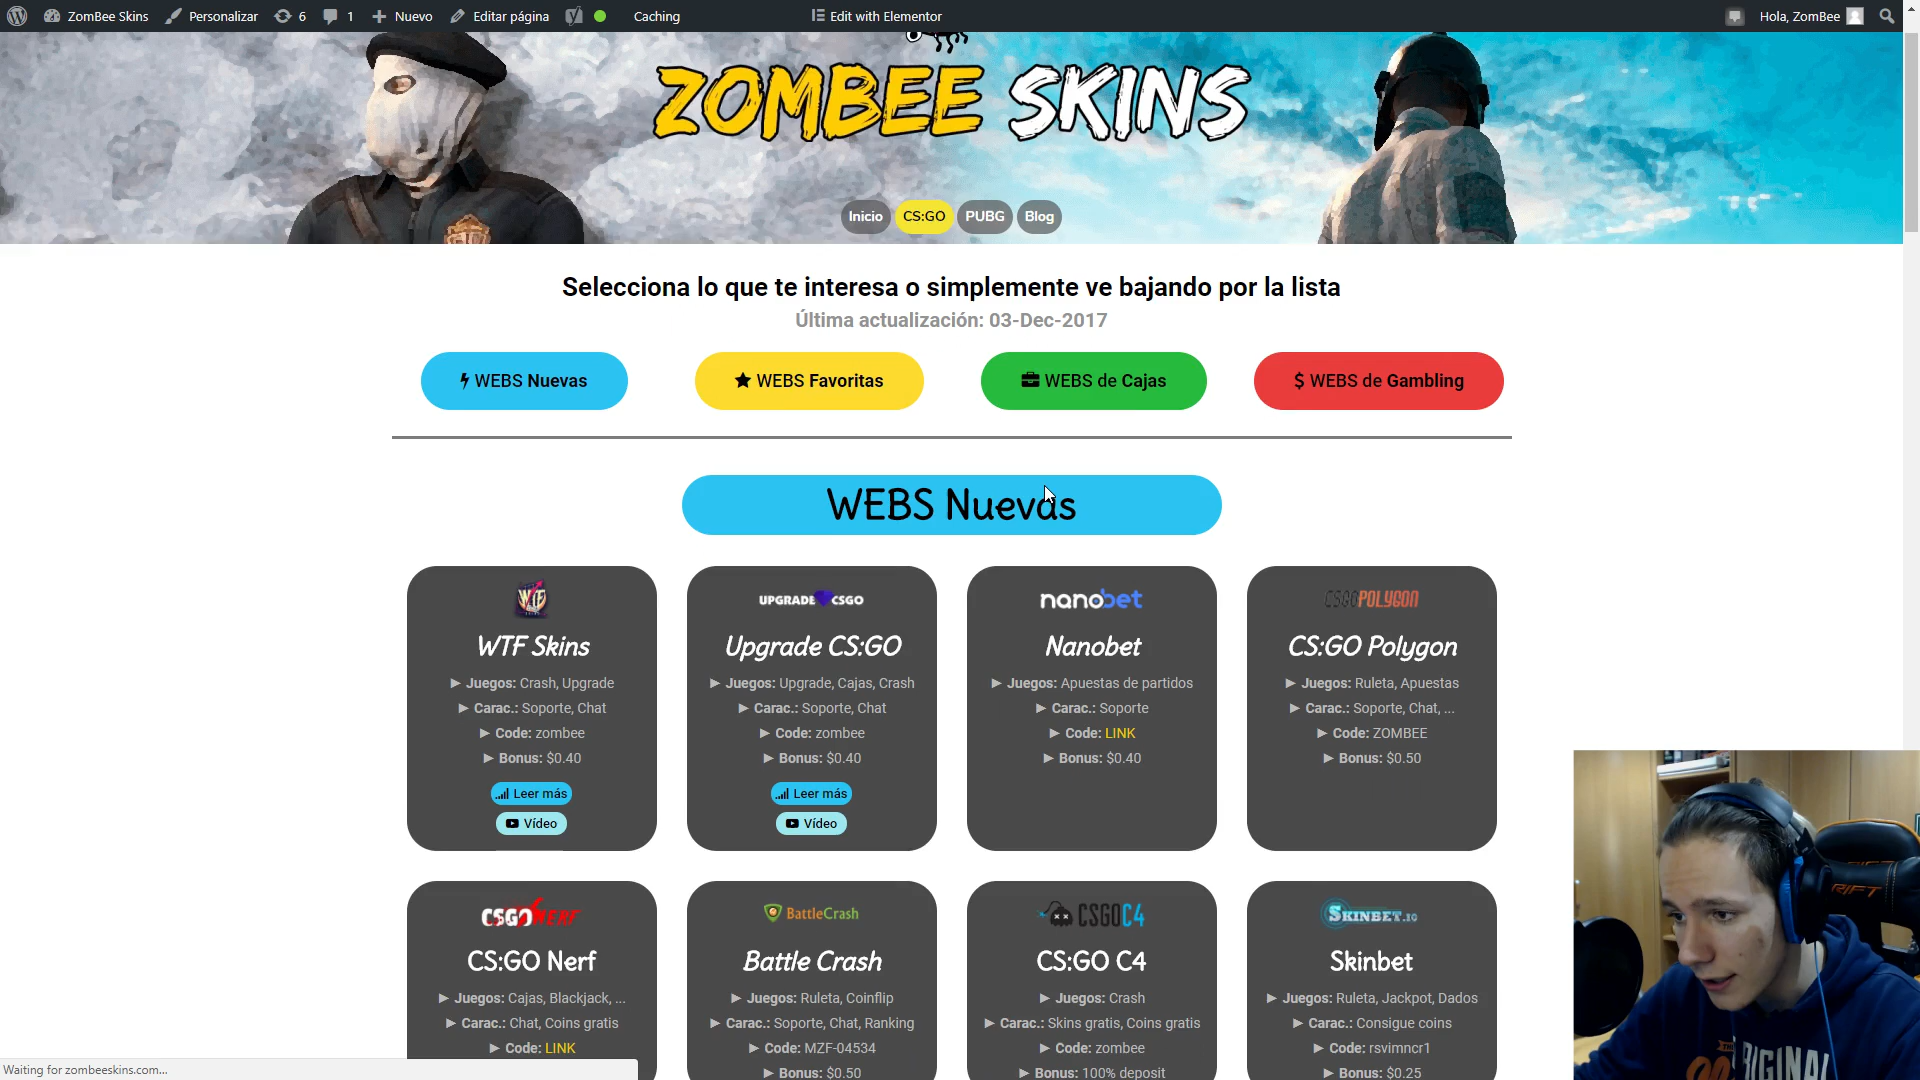 ZomBee Skins Personalizar 6 1 Nuevo Editar página Caching Edit with Elementor Hola, ZomBee
ZOMBEE SKINS
Inicio CS:GO PUBG Blog
Selecciona lo que te interesa o simplemente ve bajando por la lista
Última actualización: 03-Dec-2017
WEBS Nuevas WEBS Favoritas WEBS de Cajas $ WEBS de Gambling
WEBS Nuevas
WTF UPGRADE CSGO nanobet CSGOPOLYGON
WTF Skins Upgrade CS:GO Nanobet CS:GO Polygon
► Juegos: Crash, Upgrade ► Juegos: Upgrade, Cajas, Crash ► Juegos: Apuestas de partidos ► Juegos: Ruleta, Apuestas
► Carac.: Soporte, Chat ► Carac.: Soporte, Chat ► Carac.: Soporte ► Carac.: Soporte, Chat, ...
► Code: zombee ► Code: zombee ► Code: LINK ► Code: ZOMBEE
► Bonus: $0.40 ► Bonus: $0.40 ► Bonus: $0.40 ► Bonus: $0.50
Leer más Leer más
Vídeo Vídeo
CSGO NERF BattleCrash CSGOC4 SKINBET.IO
CS:GO Nerf Battle Crash CS:GO C4 Skinbet
► Juegos: Cajas, Blackjack, ... ► Juegos: Ruleta, Coinflip ► Juegos: Crash ► Juegos: Ruleta, Jackpot, Dados
► Carac.: Chat, Coins gratis ► Carac.: Soporte, Chat, Ranking ► Carac.: Skins gratis, Coins gratis ► Carac.: Consigue coins
► Code: LINK ► Code: MZF-04534 ► Code: zombee ► Code: rsvimncr1
► Bonus: $0.50 ► Bonus: 100% deposit ► Bonus: $0.25
Waiting for zombeeskins.com...